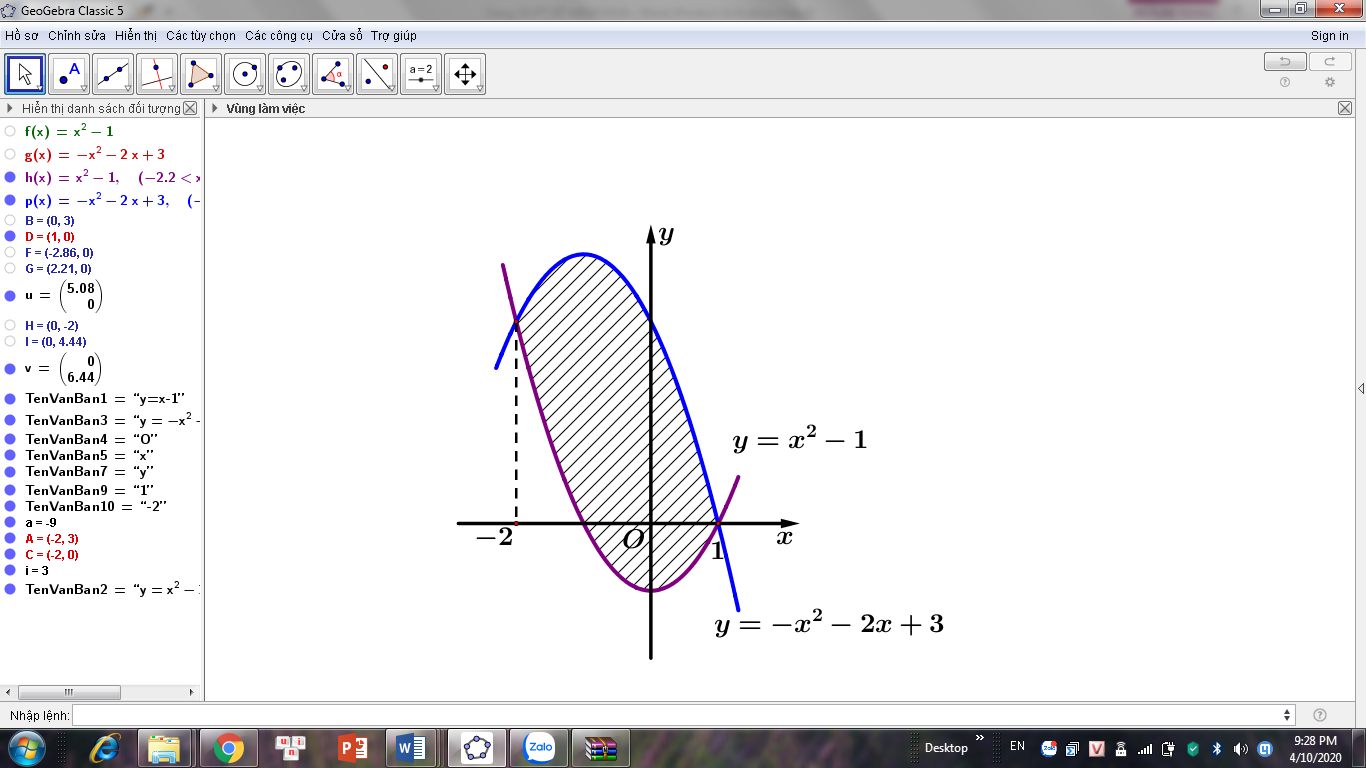 GeoGebra Classic 5
Hồ sơ Chỉnh sửa Hiển thị Các tùy chọn Các công cụ Cửa sổ Trợ giúp Sign in
A α a = 2
Hiển thị danh sách đối tượng
Vùng làm việc
f(x) = x² − 1
g(x) = −x² − 2 x + 3
h(x) = x² − 1, (−2.2 < x
p(x) = −x² − 2 x + 3, (−
B = (0, 3)
D = (1, 0)
F = (-2.86, 0)
G = (2.21, 0)
u = (5.08
0)
H = (0, -2)
I = (0, 4.44)
v = (0
6.44)
TenVanBan1 = “y=x-1”
TenVanBan3 = “y = −x² −
TenVanBan4 = “O”
TenVanBan5 = “x”
TenVanBan7 = “y”
TenVanBan9 = “1”
TenVanBan10 = “-2”
a = -9
A = (-2, 3)
C = (-2, 0)
i = 3
TenVanBan2 = “y = x² −
y
y = x² − 1
−2
O
1
x
y = −x² − 2x + 3
Nhập lệnh:
u n i
P
W
Zalo
Desktop
»
EN
V
9:28 PM
4/10/2020